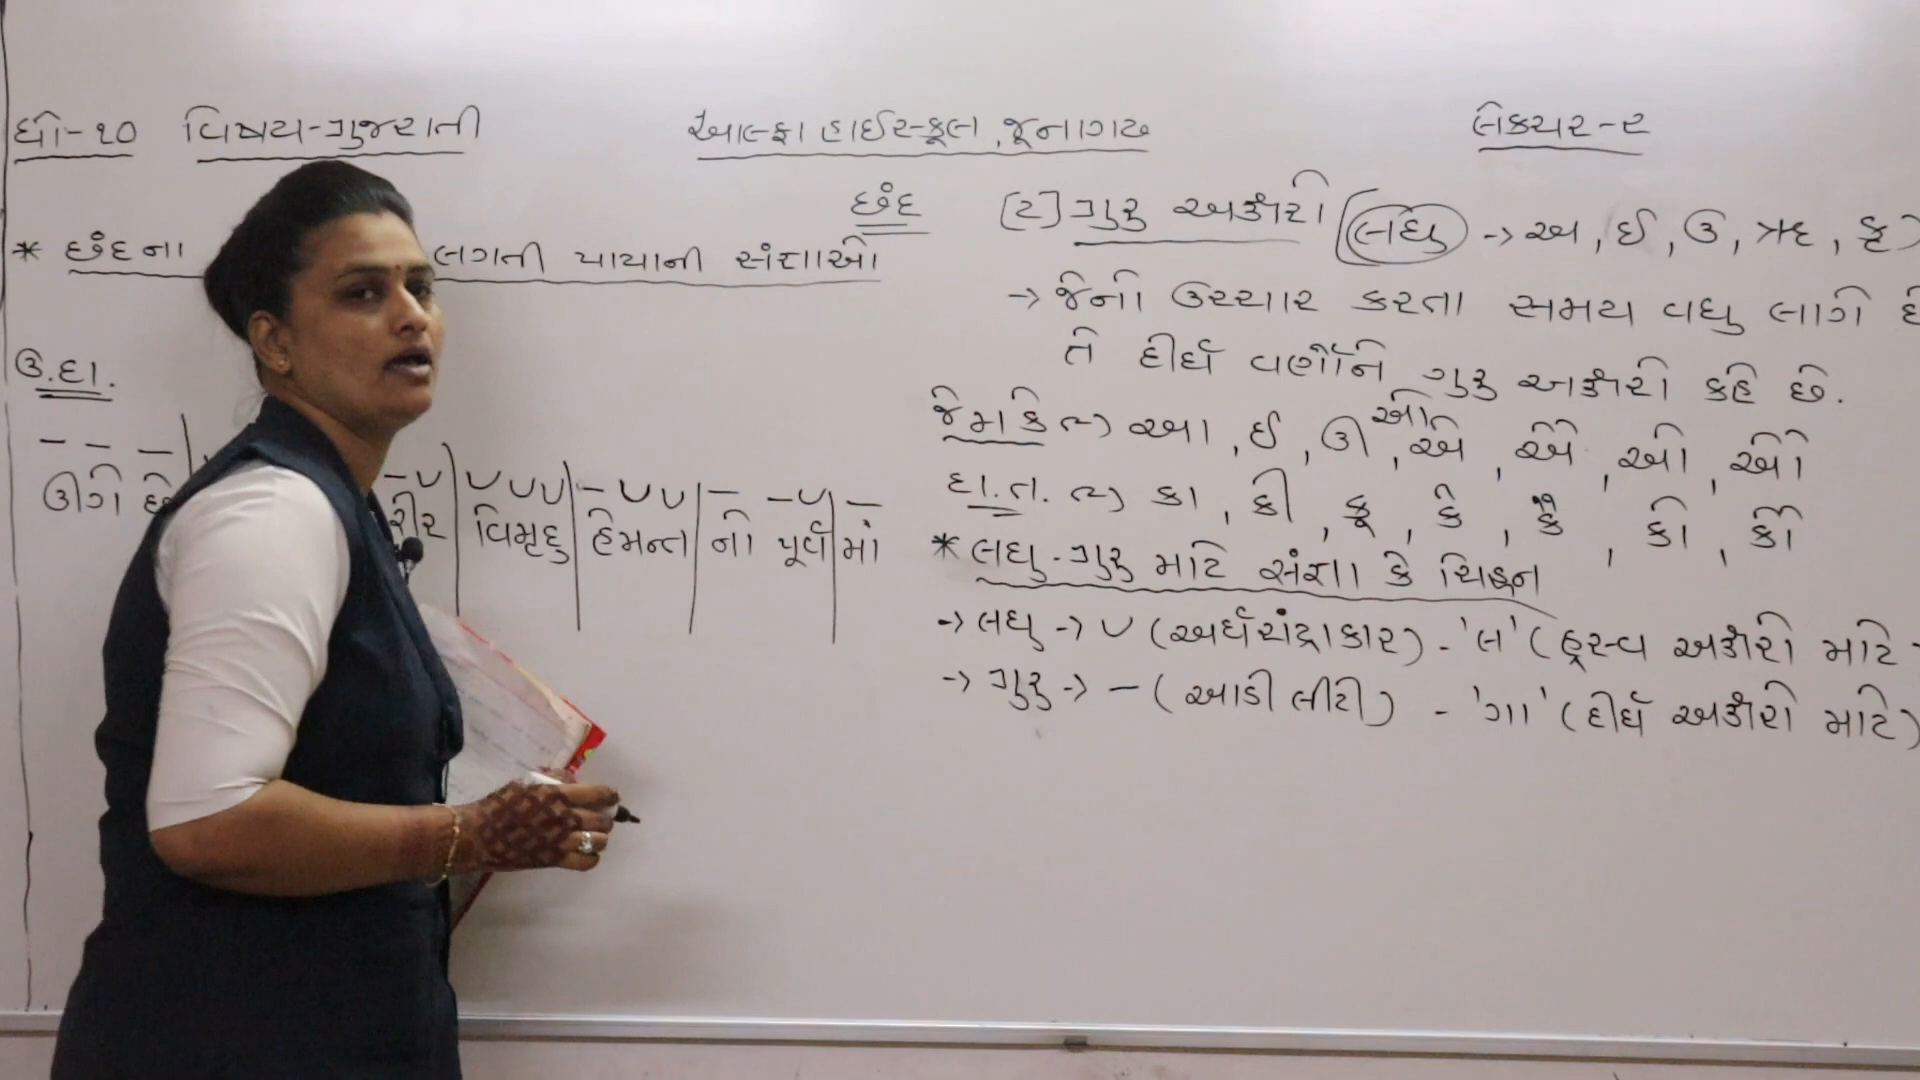 ધો-૧૦ વિષય-ગુજરાતી આલ્ફા હાઈસ્કૂલ, જૂનાગઢ લેક્ચર-૨
છંદ
* છંદના લગતી પાયાની સંજ્ઞાઓ
ઉ.દા.
— — — — ∪ ∪∪∪ —∪∪ — —∪ —
ઊગે છે રીર | વિમૃદુ | હેમન્ત | નો પૂર્વ | માં
[૨] ગુરુ અક્ષરો (લઘુ → અ, ઈ, ઉ, ઋ, કૃ)
→ જેનો ઉચ્ચાર કરતા સમય વધુ લાગે
તે દીર્ઘ વર્ણોને ગુરુ અક્ષરો કહે છે.
જેમ કે ~) આ, ઈ, ઊ, એ, ઐ, ઓ, ઔ
દા.ત. ~) કા, કી, કૂ, કે, કૈ, કો, કૌ
* લઘુ-ગુરુ માટે સંજ્ઞા કે ચિહ્ન
→ લઘુ → ∪ (અર્ધચંદ્રાકાર) - 'લ' (હ્રસ્વ અક્ષરો માટે
→ ગુરુ → — (આડી લીટી) - 'ગા' (દીર્ઘ અક્ષરો માટે)